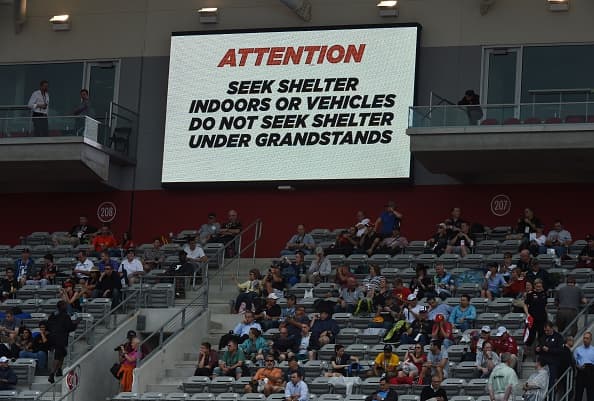 ATTENTION
SEEK SHELTER
INDOORS OR VEHICLES
DO NOT SEEK SHELTER
UNDER GRANDSTANDS
208
207